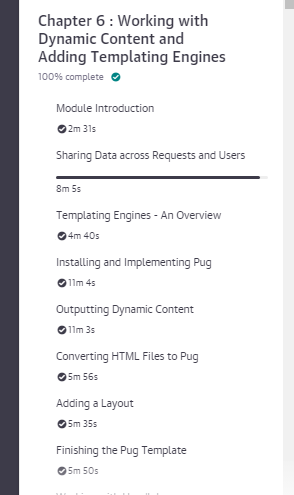 Chapter 6 : Working with
Dynamic Content and
Adding Templating Engines
100% complete
Module Introduction
2m 31s
Sharing Data across Requests and Users
8m 5s
Templating Engines - An Overview
4m 40s
Installing and Implementing Pug
11m 4s
Outputting Dynamic Content
11m 3s
Converting HTML Files to Pug
5m 56s
Adding a Layout
5m 35s
Finishing the Pug Template
5m 50s